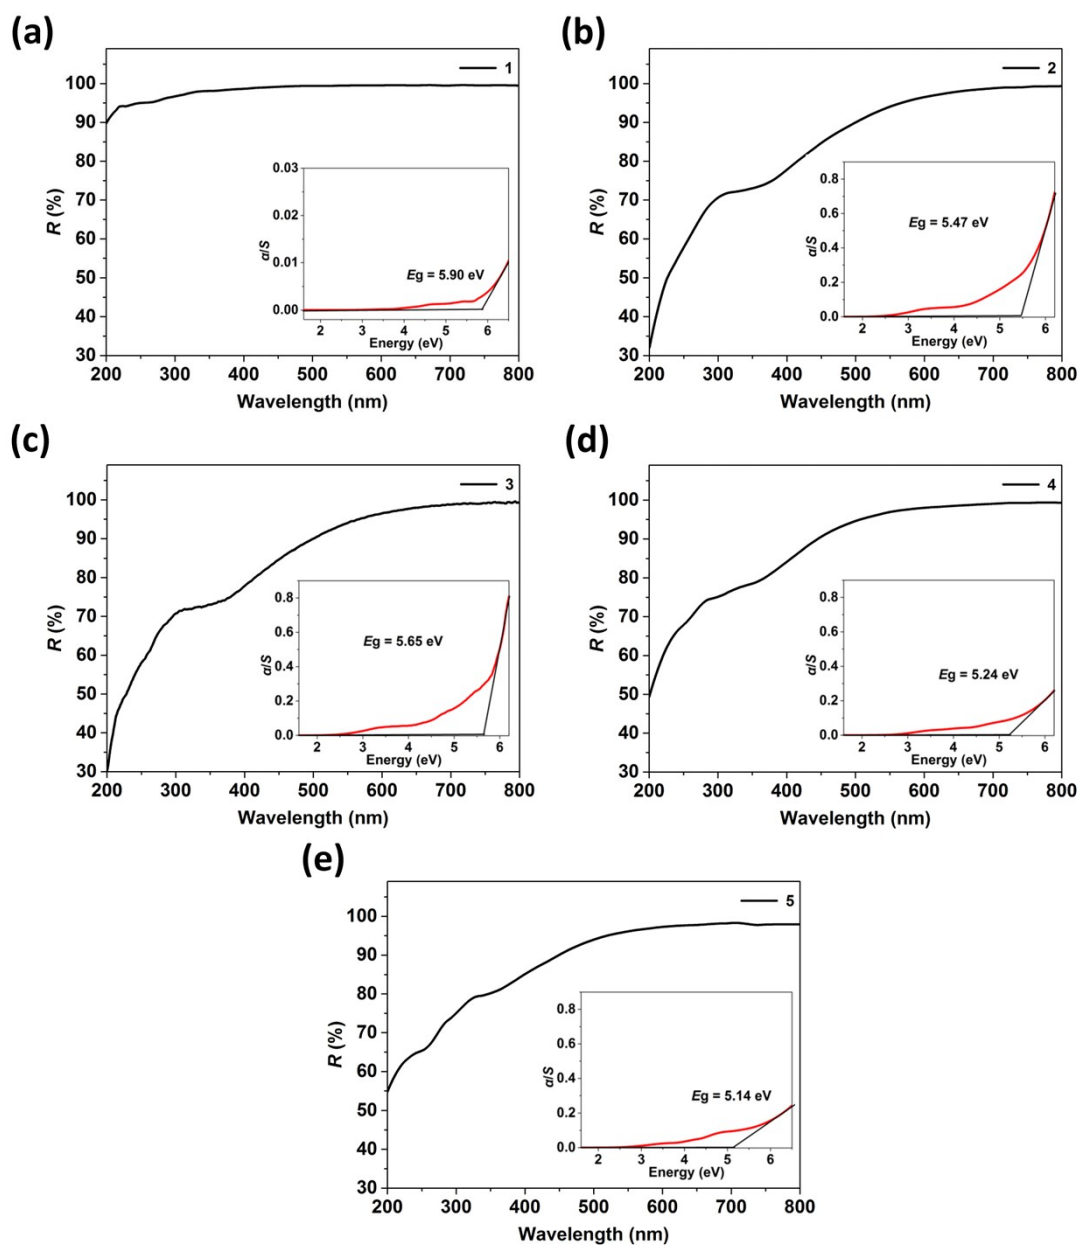 (a)
1
R (%)
100
90
80
70
60
50
40
30
200 300 400 500 600 700 800
Wavelength (nm)
α/S
0.03
0.02
0.01
0.00
Eg = 5.90 eV
2 3 4 5 6
Energy (eV)
(b)
2
R (%)
100
90
80
70
60
50
40
30
200 300 400 500 600 700 800
Wavelength (nm)
α/S
0.8
0.6
0.4
0.2
0.0
Eg = 5.47 eV
2 3 4 5 6
Energy (eV)
(c)
3
R (%)
100
90
80
70
60
50
40
30
200 300 400 500 600 700 800
Wavelength (nm)
α/S
0.8
0.6
0.4
0.2
0.0
Eg = 5.65 eV
2 3 4 5 6
Energy (eV)
(d)
4
R (%)
100
90
80
70
60
50
40
30
200 300 400 500 600 700 800
Wavelength (nm)
α/S
0.8
0.6
0.4
0.2
0.0
Eg = 5.24 eV
2 3 4 5 6
Energy (eV)
(e)
5
R (%)
100
90
80
70
60
50
40
30
200 300 400 500 600 700 800
Wavelength (nm)
α/S
0.8
0.6
0.4
0.2
0.0
Eg = 5.14 eV
2 3 4 5 6
Energy (eV)